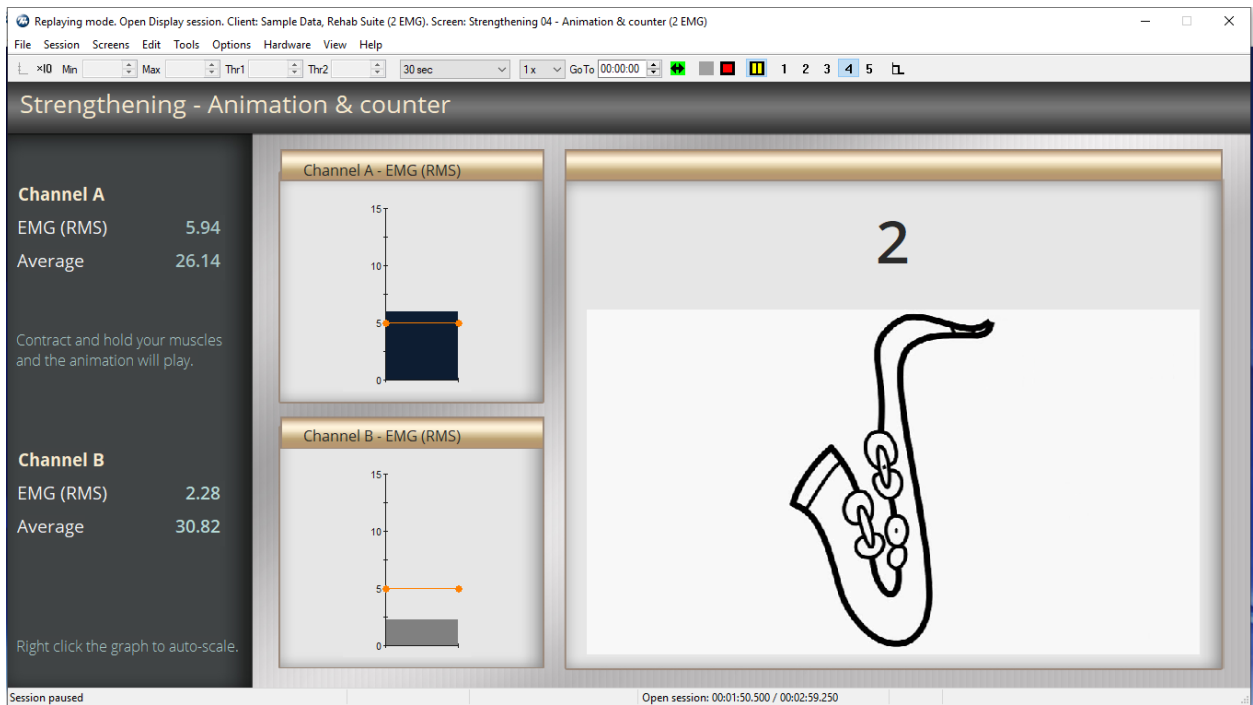 Replaying mode. Open Display session. Client: Sample Data, Rehab Suite (2 EMG). Screen: Strengthening 04 - Animation & counter (2 EMG)
File Session Screens Edit Tools Options Hardware View Help
×10 Min Max Thr1 Thr2 30 sec 1 x GoTo 00:00:00 1 2 3 4 5
Strengthening - Animation & counter
Channel A
EMG (RMS) 5.94
Average 26.14
Contract and hold your muscles
and the animation will play.
Channel B
EMG (RMS) 2.28
Average 30.82
Right click the graph to auto-scale.
Channel A - EMG (RMS)
15
10
5
0
Channel B - EMG (RMS)
15
10
5
0
2
Session paused
Open session: 00:01:50.500 / 00:02:59.250